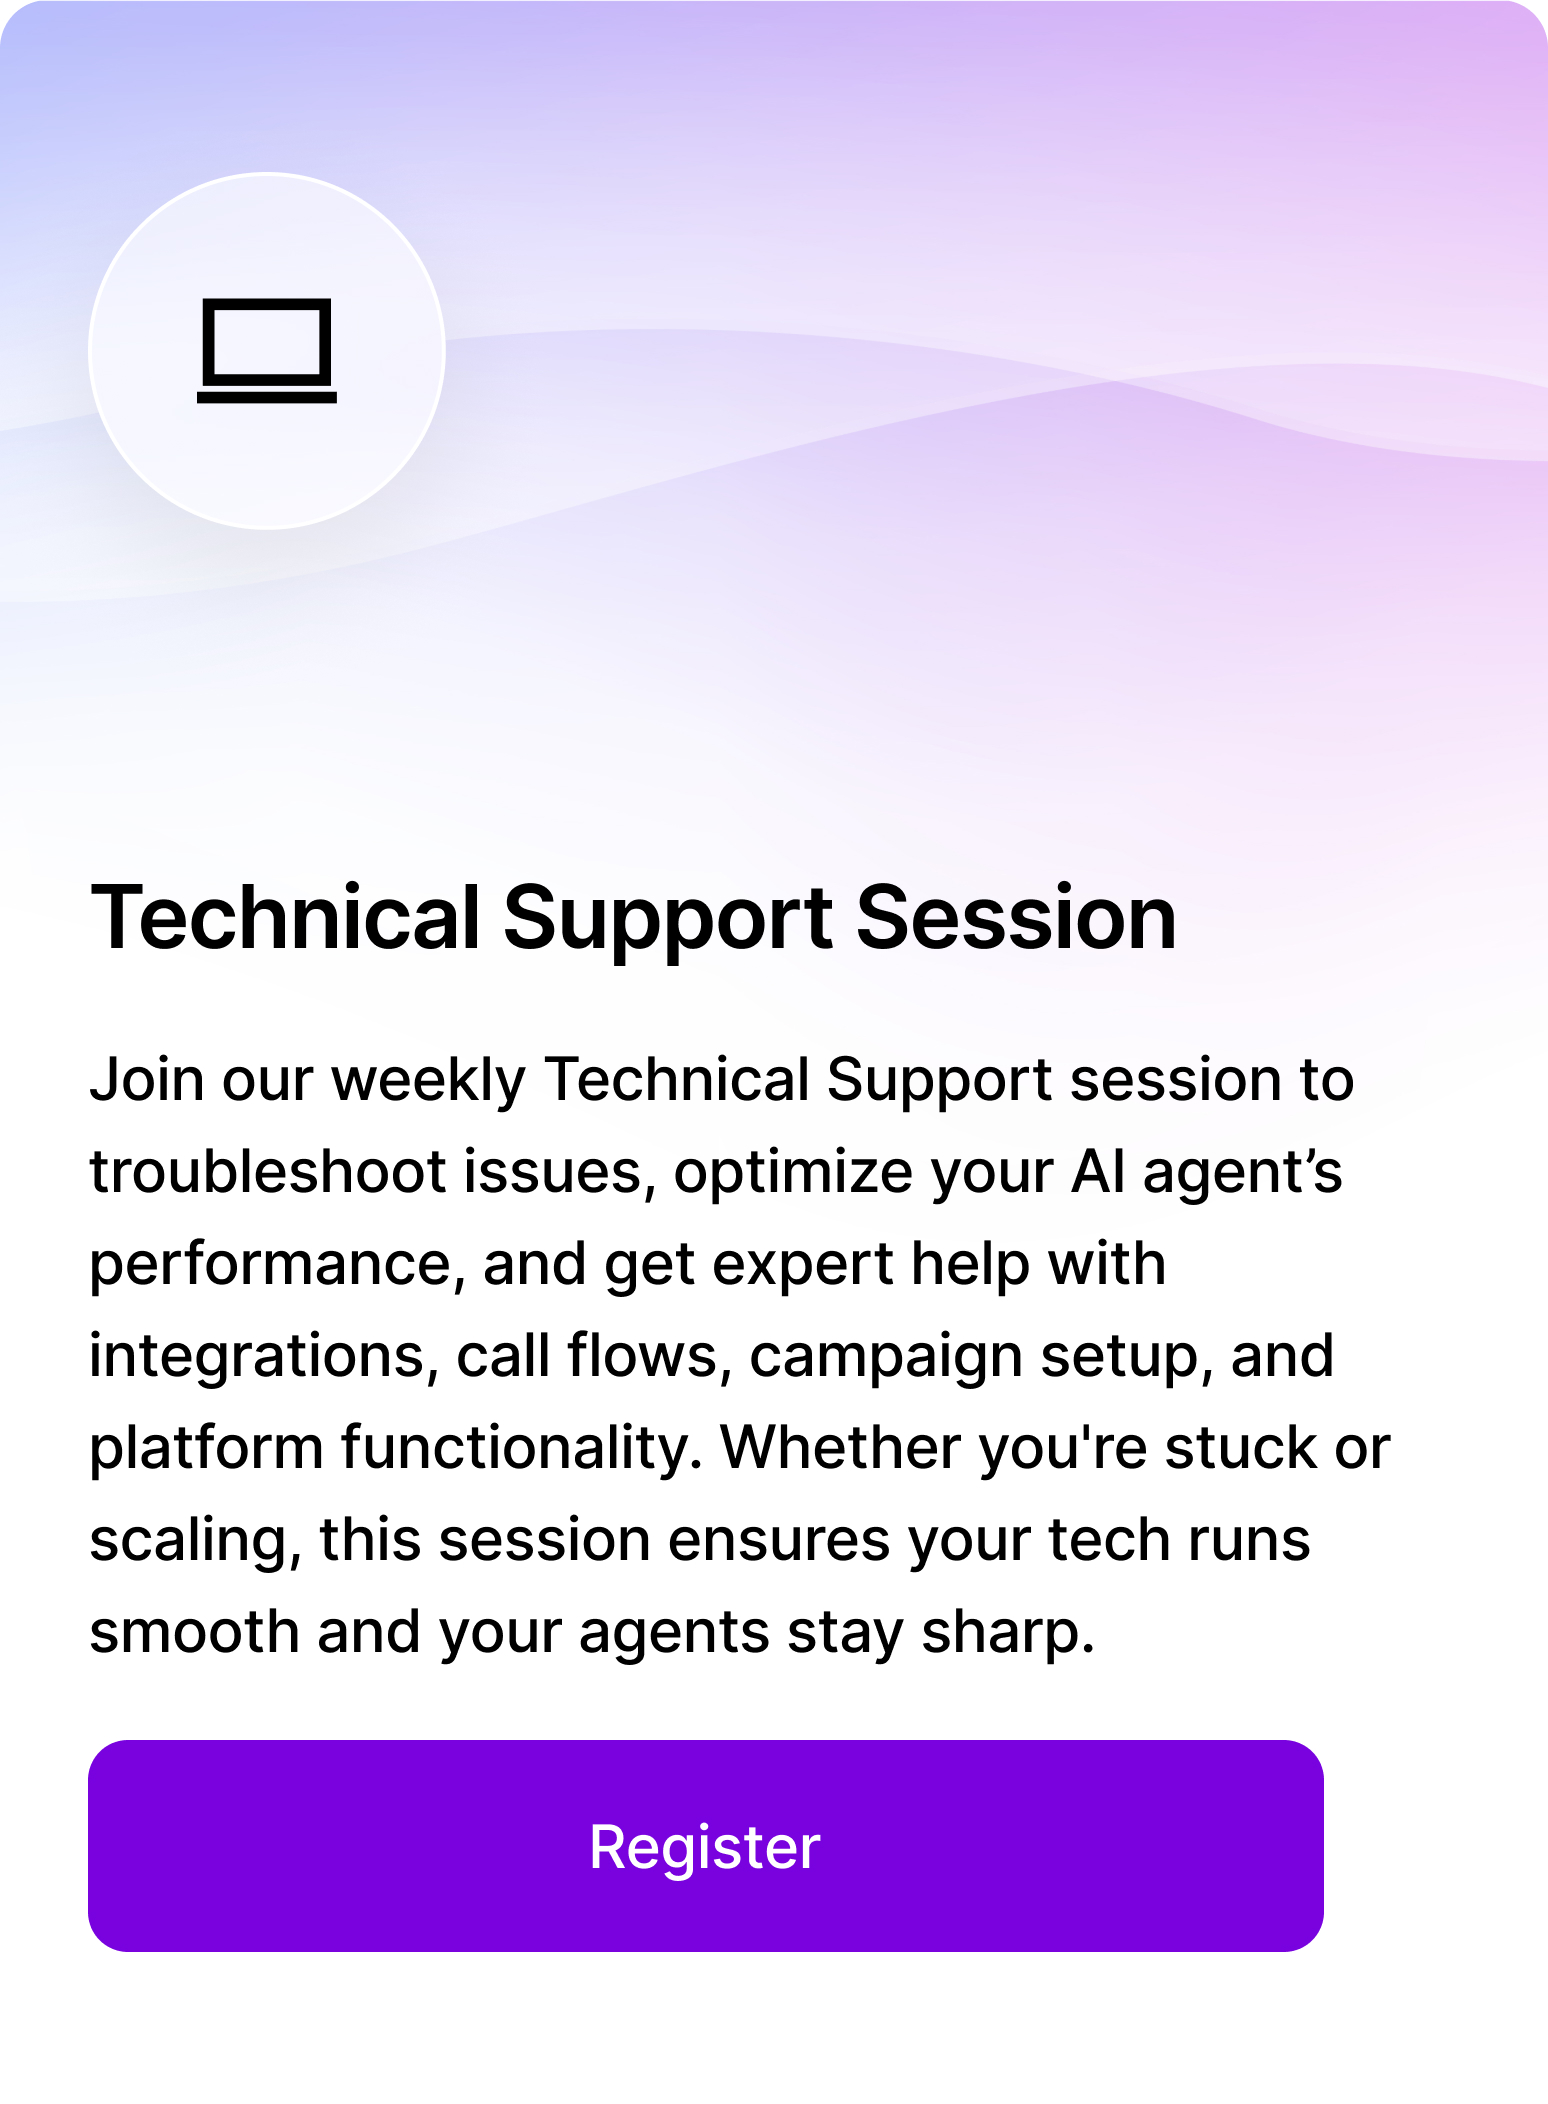 Technical Support Session
Join our weekly Technical Support session to
troubleshoot issues, optimize your AI agent’s
performance, and get expert help with
integrations, call flows, campaign setup, and
platform functionality. Whether you're stuck or
scaling, this session ensures your tech runs
smooth and your agents stay sharp.
Register